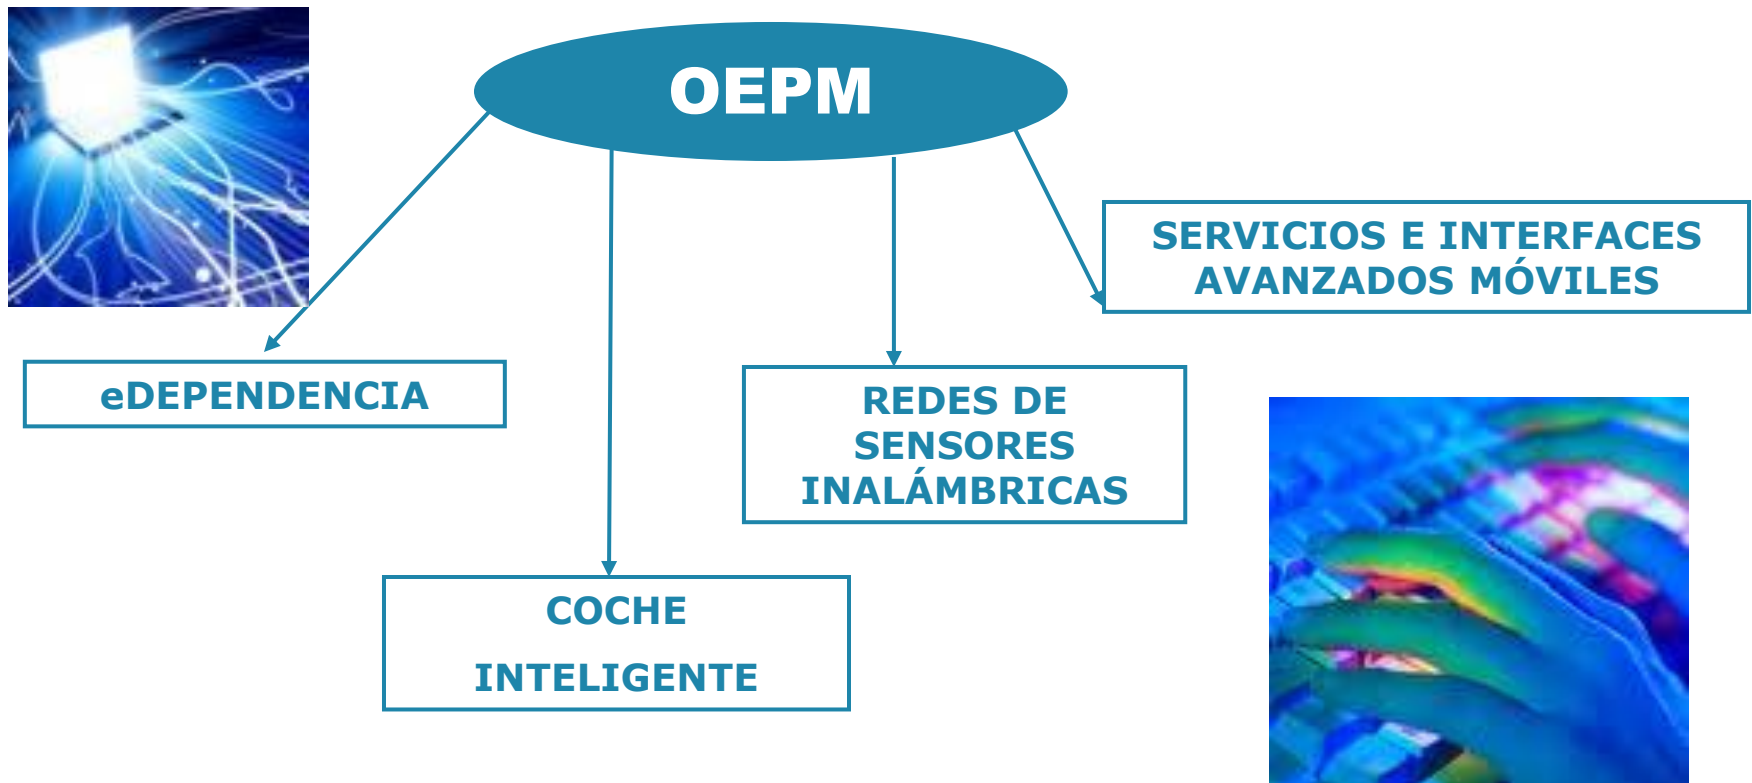 OEPM
SERVICIOS E INTERFACES
AVANZADOS MÓVILES
eDEPENDENCIA
REDES DE
SENSORES
INALÁMBRICAS
COCHE
INTELIGENTE